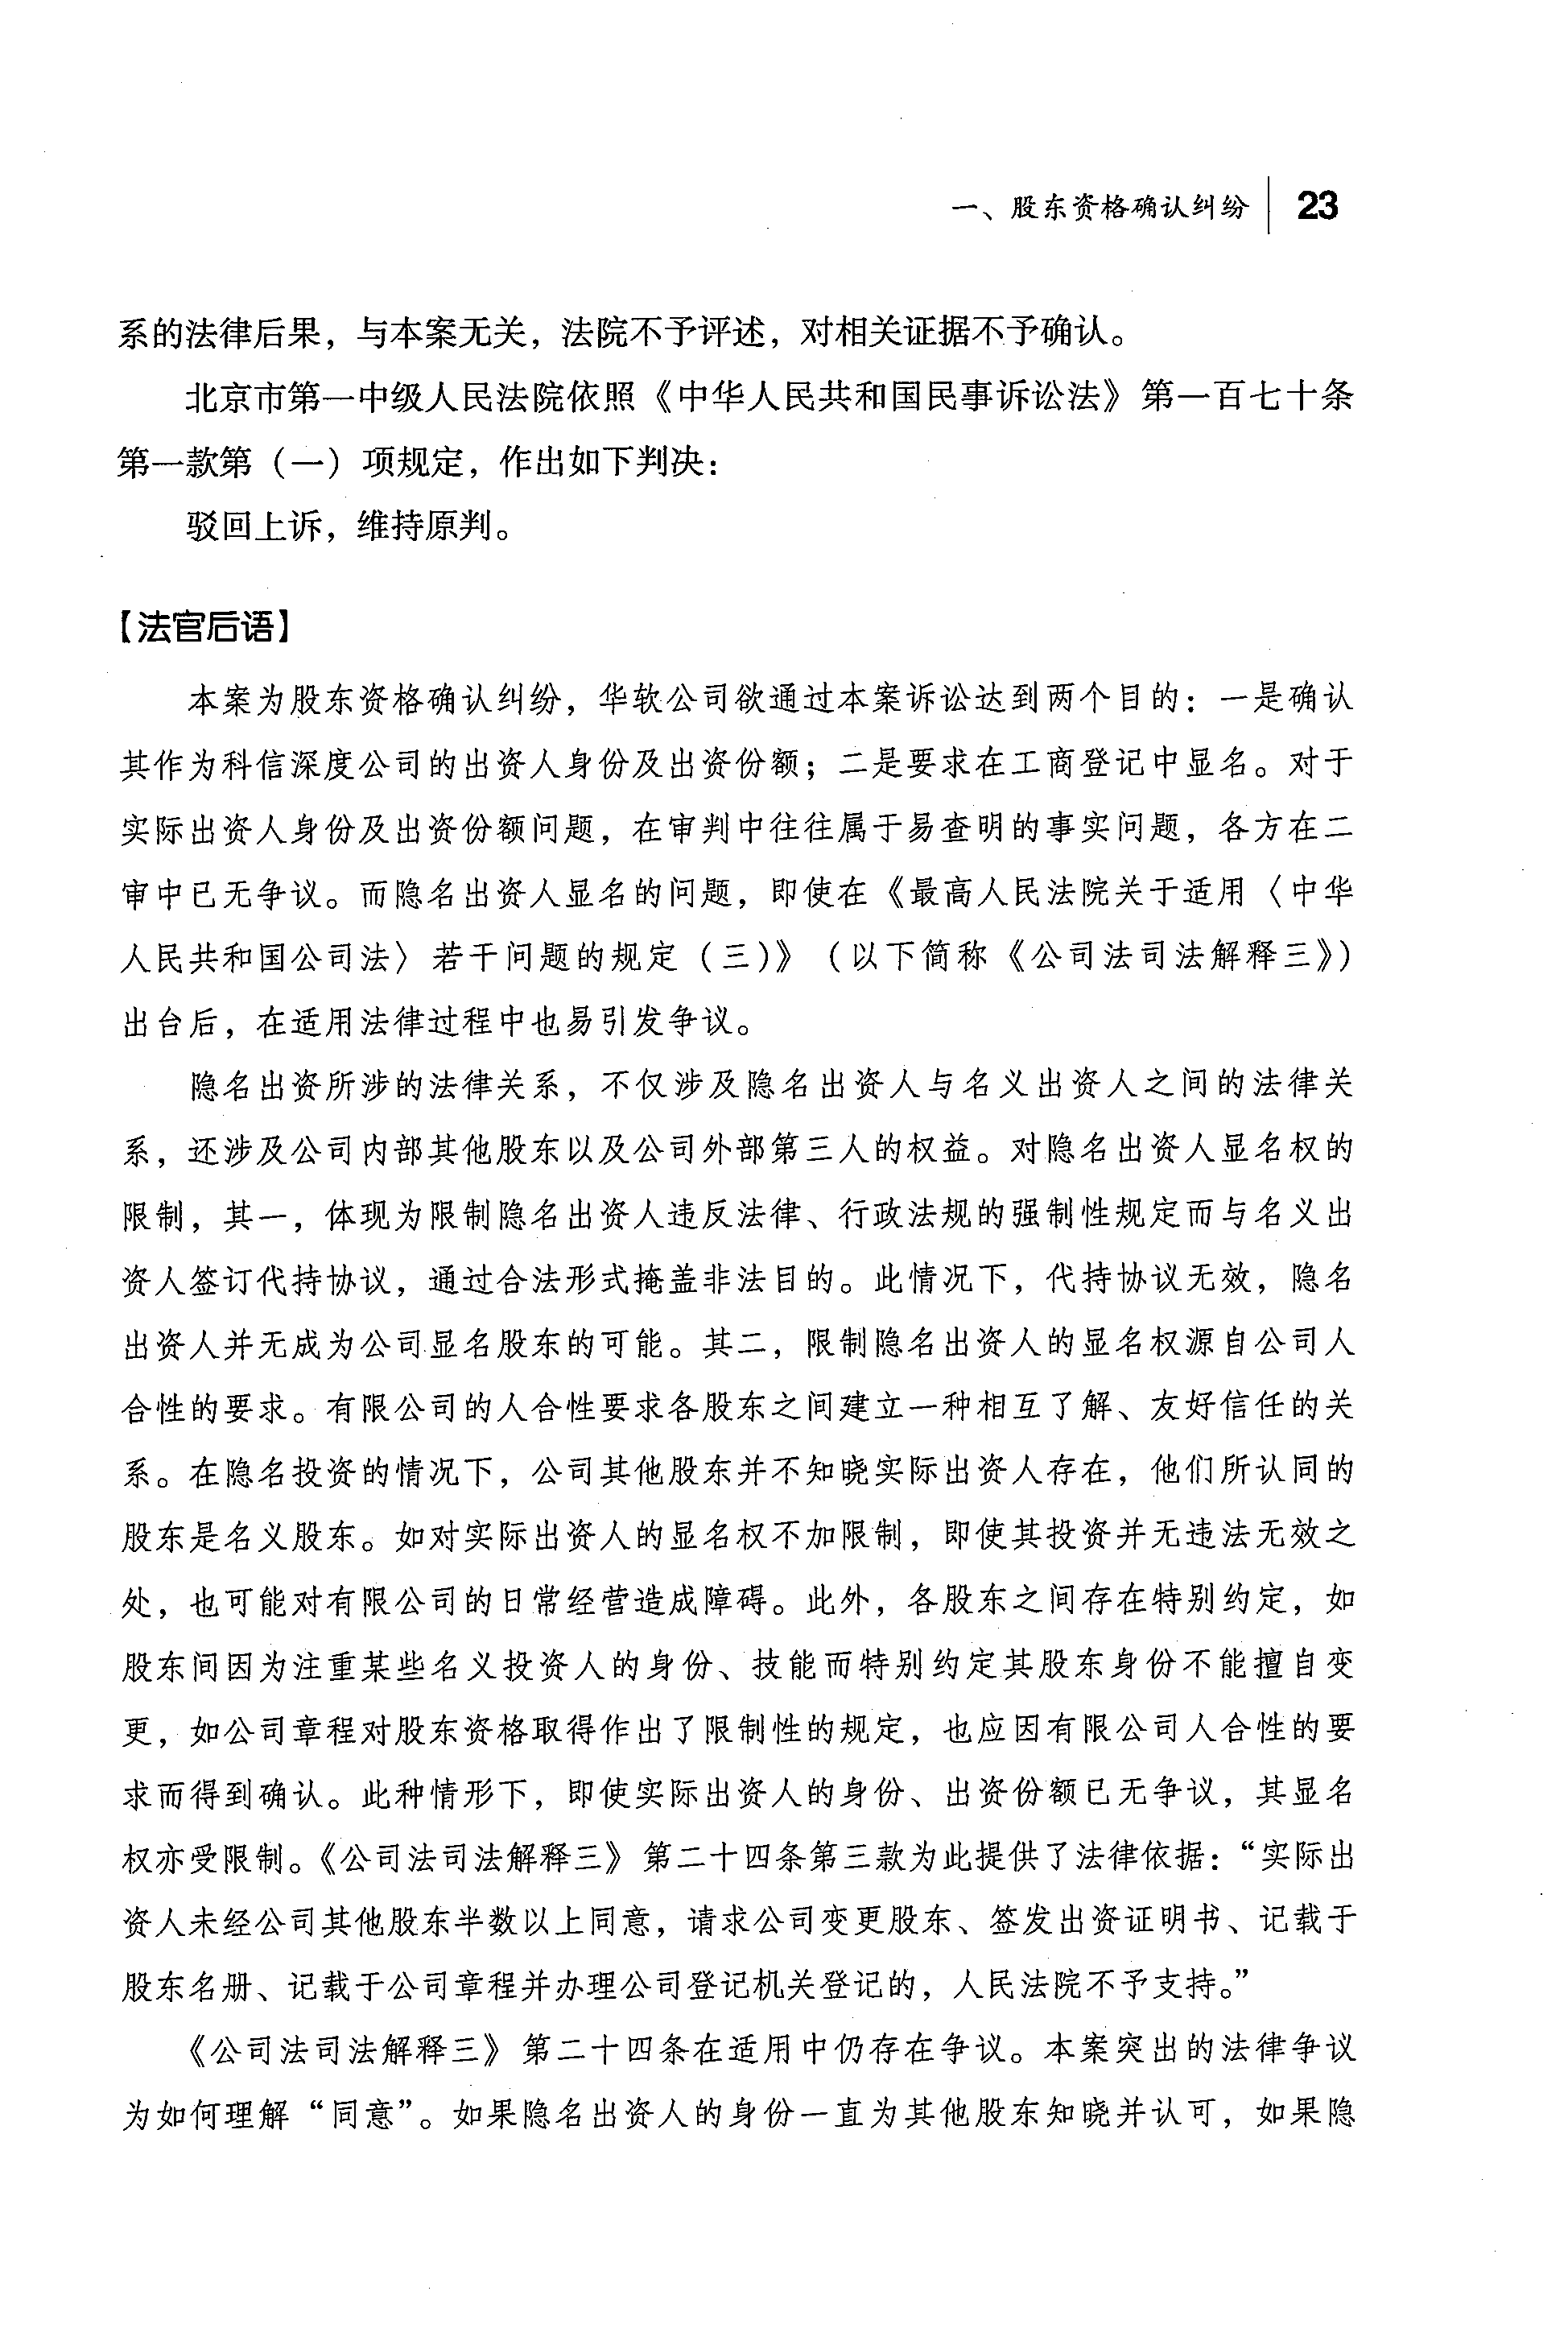 一、股东资格确认纠纷 23
系的法律后果，与本案无关，法院不予评述，对相关证据不予确认。
北京市第一中级人民法院依照《中华人民共和国民事诉讼法》第一百七十条
第一款第（一）项规定，作出如下判决：
驳回上诉，维持原判。
【法官后语】
本案为股东资格确认纠纷，华软公司欲通过本案诉讼达到两个目的：一是确认
其作为科信深度公司的出资人身份及出资份额；二是要求在工商登记中显名。对于
实际出资人身份及出资份额问题，在审判中往往属于易查明的事实问题，各方在二
审中已无争议。而隐名出资人显名的问题，即使在《最高人民法院关于适用〈中华
人民共和国公司法〉若干问题的规定（三）》（以下简称《公司法司法解释三》）
出台后，在适用法律过程中也易引发争议。
隐名出资所涉的法律关系，不仅涉及隐名出资人与名义出资人之间的法律关
系，还涉及公司内部其他股东以及公司外部第三人的权益。对隐名出资人显名权的
限制，其一，体现为限制隐名出资人违反法律、行政法规的强制性规定而与名义出
资人签订代持协议，通过合法形式掩盖非法目的。此情况下，代持协议无效，隐名
出资人并无成为公司显名股东的可能。其二，限制隐名出资人的显名权源自公司人
合性的要求。有限公司的人合性要求各股东之间建立一种相互了解、友好信任的关
系。在隐名投资的情况下，公司其他股东并不知晓实际出资人存在，他们所认同的
股东是名义股东。如对实际出资人的显名权不加限制，即使其投资并无违法无效之
处，也可能对有限公司的日常经营造成障碍。此外，各股东之间存在特别约定，如
股东间因为注重某些名义投资人的身份、技能而特别约定其股东身份不能擅自变
更，如公司章程对股东资格取得作出了限制性的规定，也应因有限公司人合性的要
求而得到确认。此种情形下，即使实际出资人的身份、出资份额已无争议，其显名
权亦受限制。《公司法司法解释三》第二十四条第三款为此提供了法律依据：“实际出
资人未经公司其他股东半数以上同意，请求公司变更股东、签发出资证明书、记载于
股东名册、记载于公司章程并办理公司登记机关登记的，人民法院不予支持。”
《公司法司法解释三》第二十四条在适用中仍存在争议。本案突出的法律争议
为如何理解“同意”。如果隐名出资人的身份一直为其他股东知晓并认可，如果隐